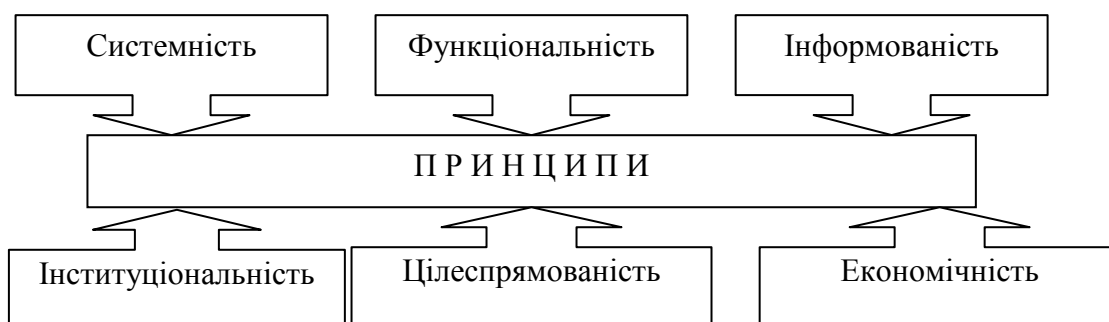 Системність Функціональність Інформованість
П Р И Н Ц И П И
Інституціональність Цілеспрямованість Економічність